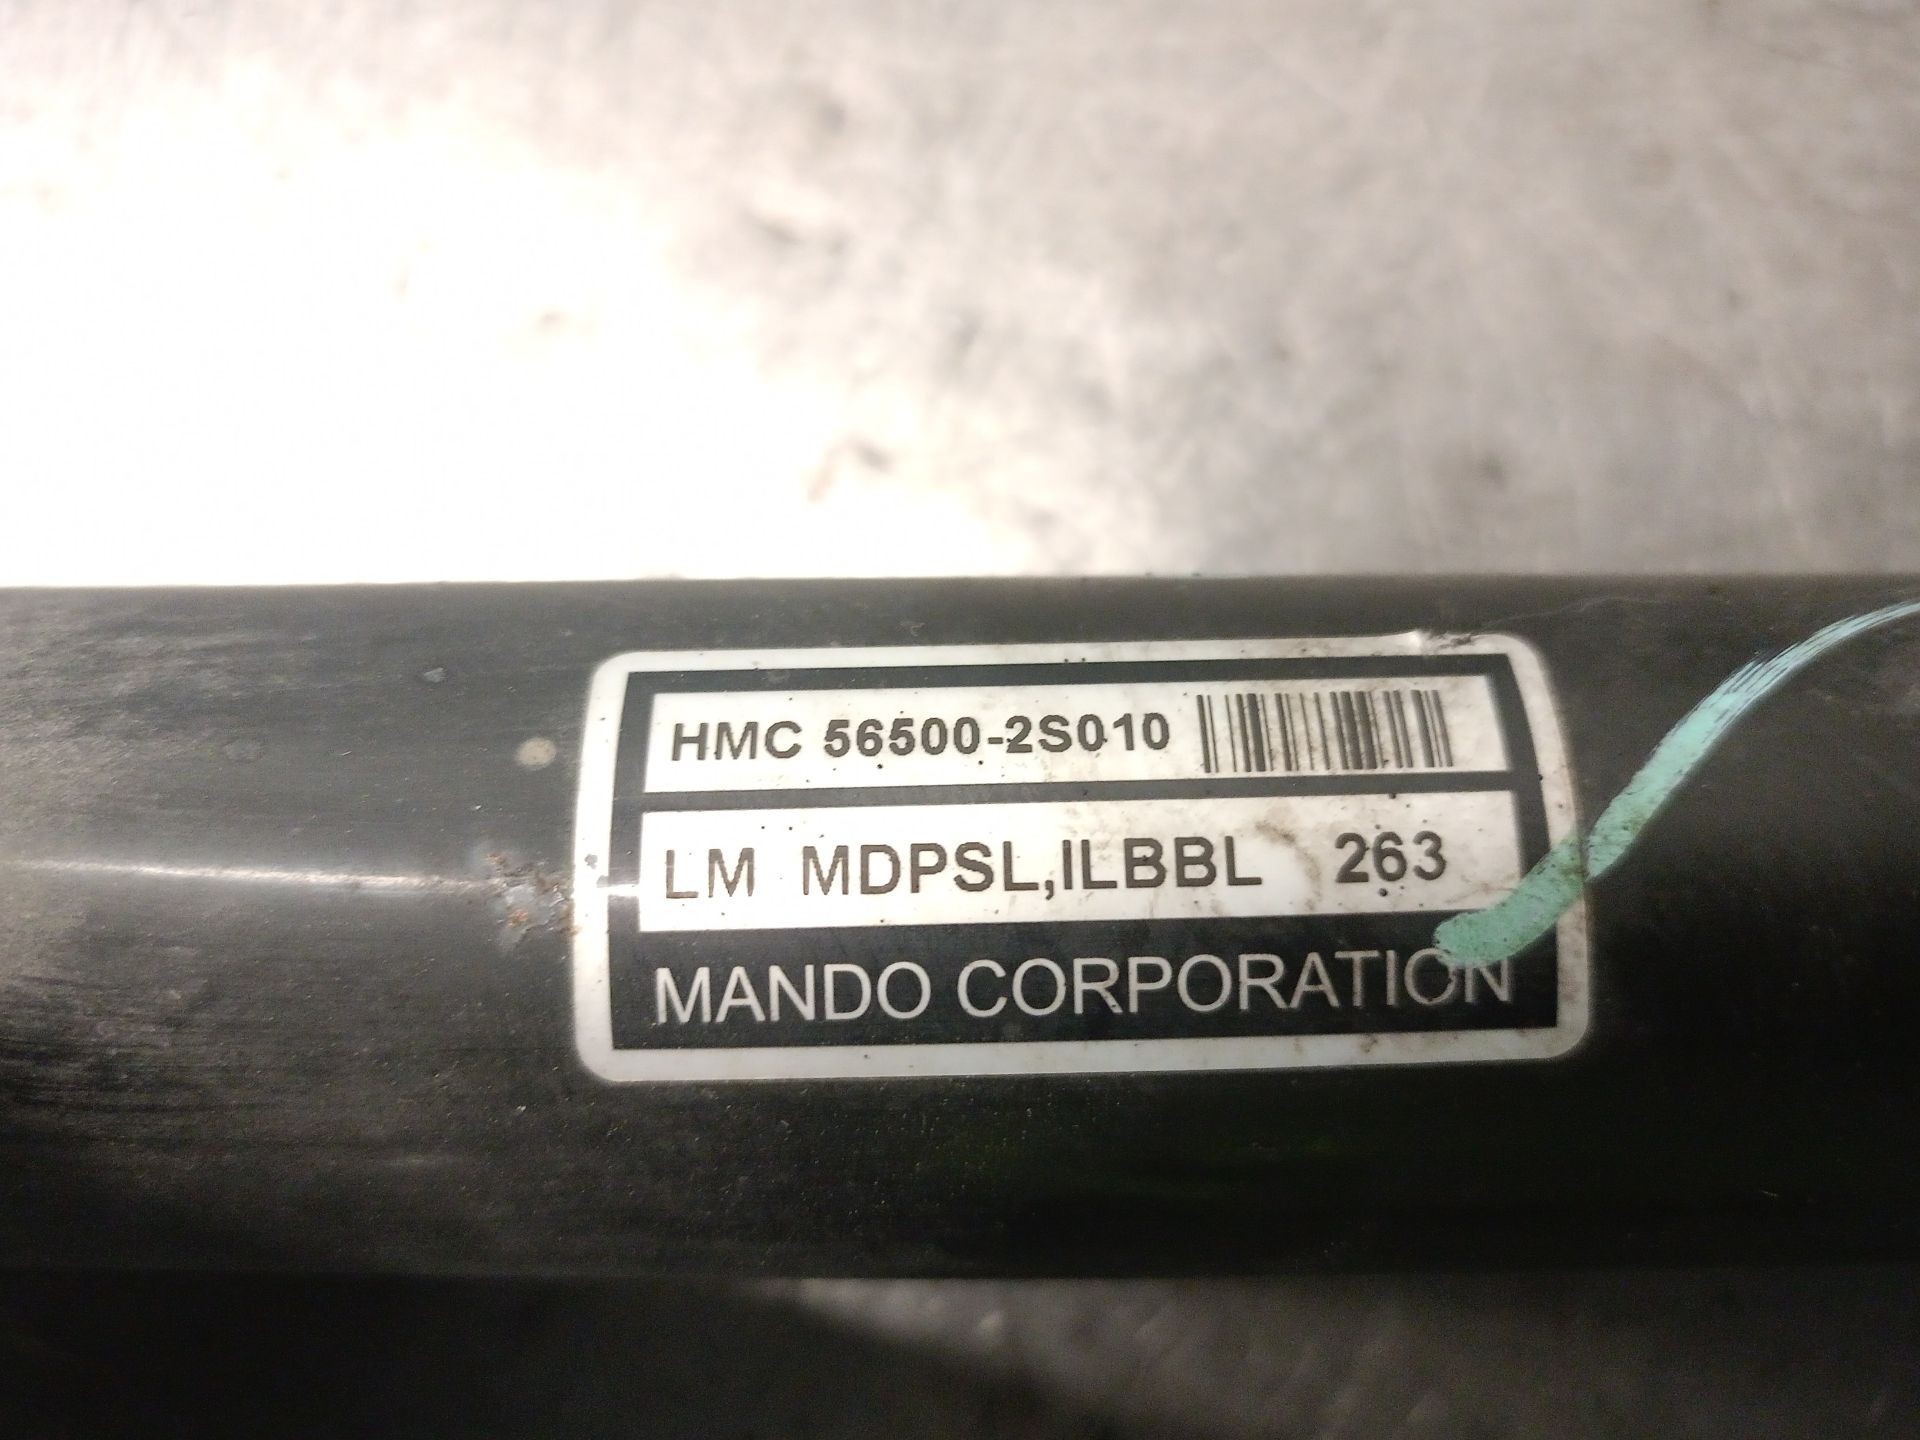 HMC 56500-2S010
LM MDPSL,ILBBL 263
MANDO CORPORATION